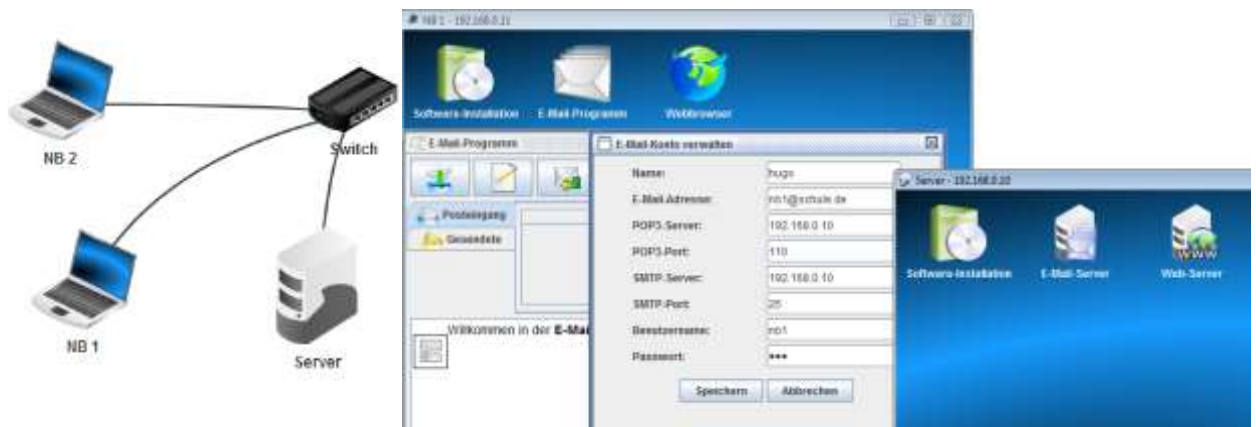 NB 2
Switch
NB 1
Server
NB 1 - 192.168.0.11
Software-Installation
E-Mail-Programm
Webbrowser
E-Mail-Programm
Posteingang
Gesendete
Willkommen in der E-Mai
E-Mail-Konto verwalten
Name:
hugo
E-Mail-Adresse:
nb1@schule.de
POP3-Server:
192.168.0.10
POP3-Port:
110
SMTP-Server:
192.168.0.10
SMTP-Port:
25
Benutzername:
nb1
Passwort:
•••
Speichern
Abbrechen
Server - 192.168.0.10
Software-Installation
E-Mail-Server
Web-Server
WWW